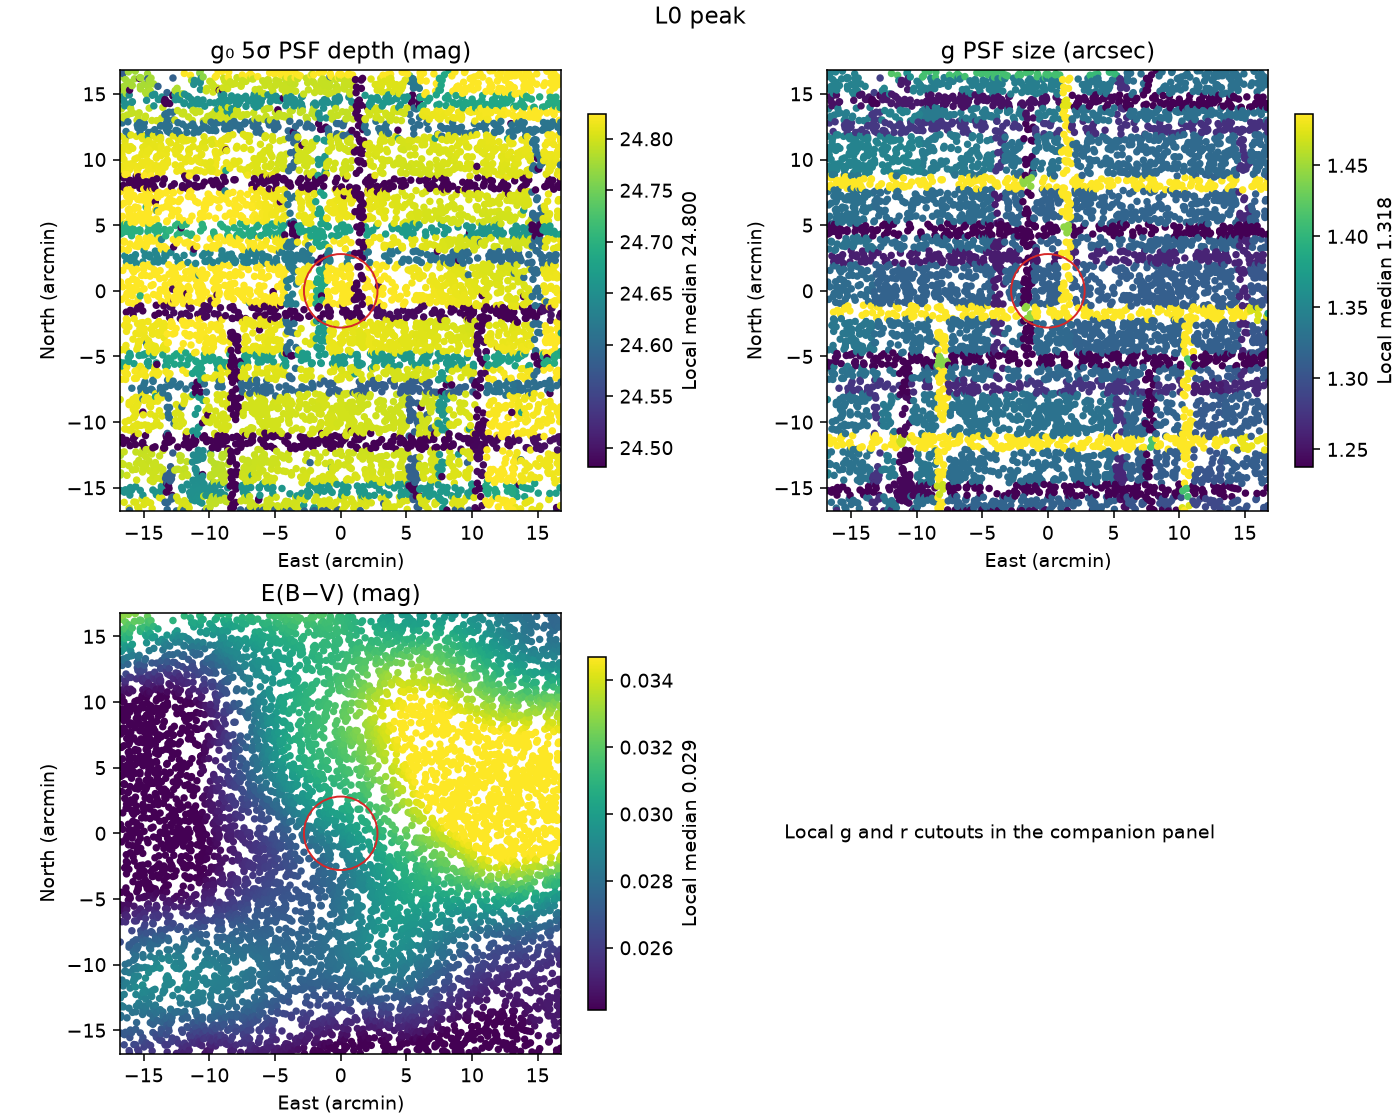 L0 peak
g₀ 5σ PSF depth (mag)
15
10
5
0
−5
−10
−15
North (arcmin)
−15 −10 −5 0 5 10 15
East (arcmin)
24.80
24.75
24.70
24.65
24.60
24.55
24.50
Local median 24.800
g PSF size (arcsec)
15
10
5
0
−5
−10
−15
North (arcmin)
−15 −10 −5 0 5 10 15
East (arcmin)
1.45
1.40
1.35
1.30
1.25
Local median 1.318
E(B−V) (mag)
15
10
5
0
−5
−10
−15
North (arcmin)
−15 −10 −5 0 5 10 15
East (arcmin)
0.034
0.032
0.030
0.028
0.026
Local median 0.029
Local g and r cutouts in the companion panel